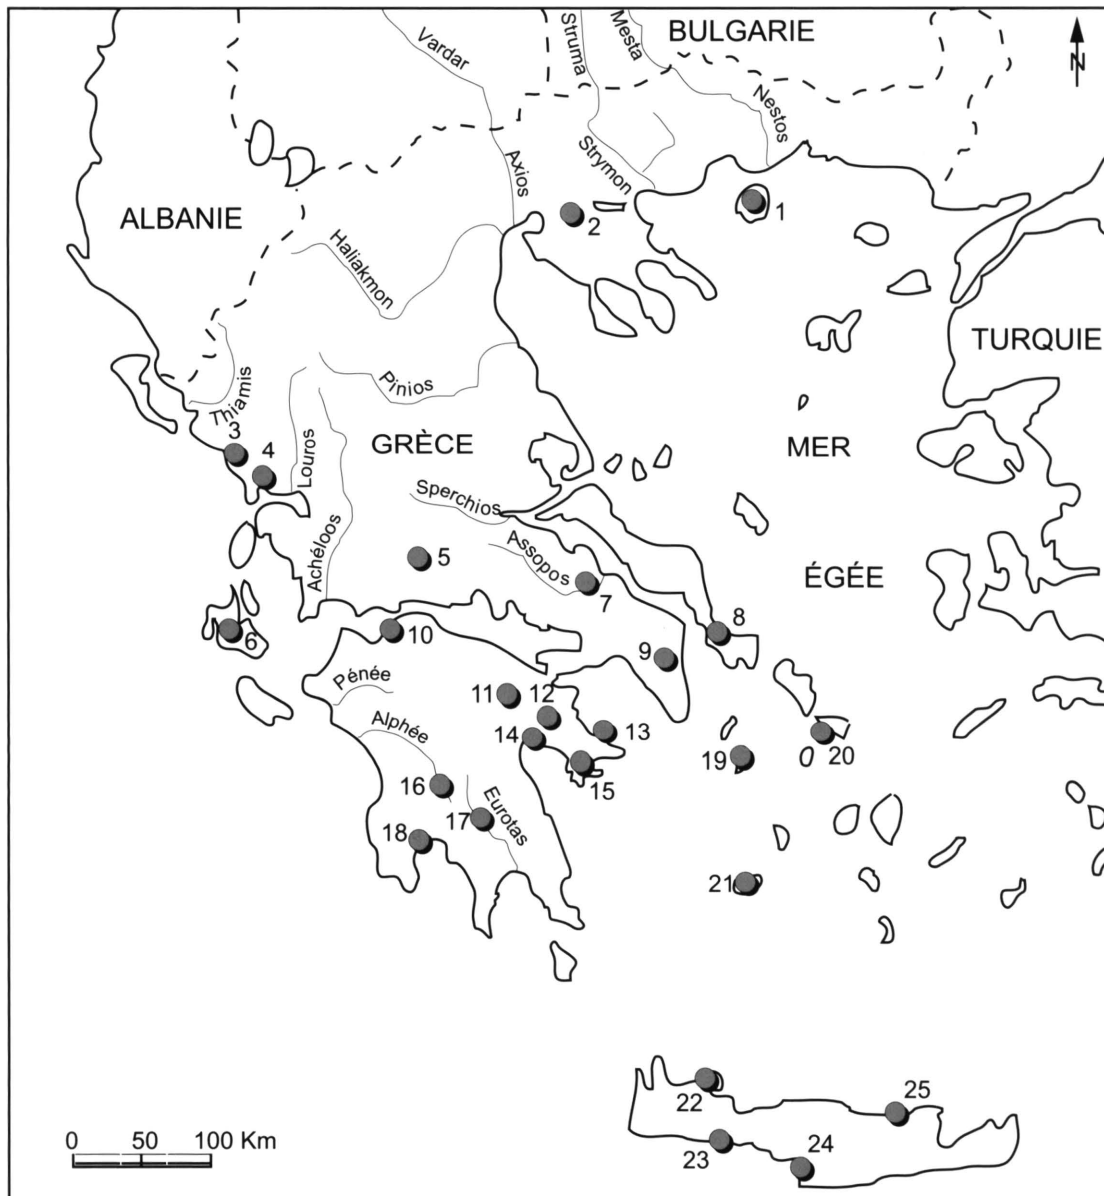 BULGARIE
N
Vardar
Struma
Mesta
Nestos
Axios
Strymon
ALBANIE
1
2
Haliakmon
TURQUIE
Pinios
Thiamis
3
4
Louros
GRÈCE
MER
Sperchios
Achéloos
5
Assopos
7
ÉGÉE
6
8
10
9
Pénée
11
12
Alphée
14
13
19
20
15
16
Eurotas
17
18
21
22
25
23
24
0 50 100 Km